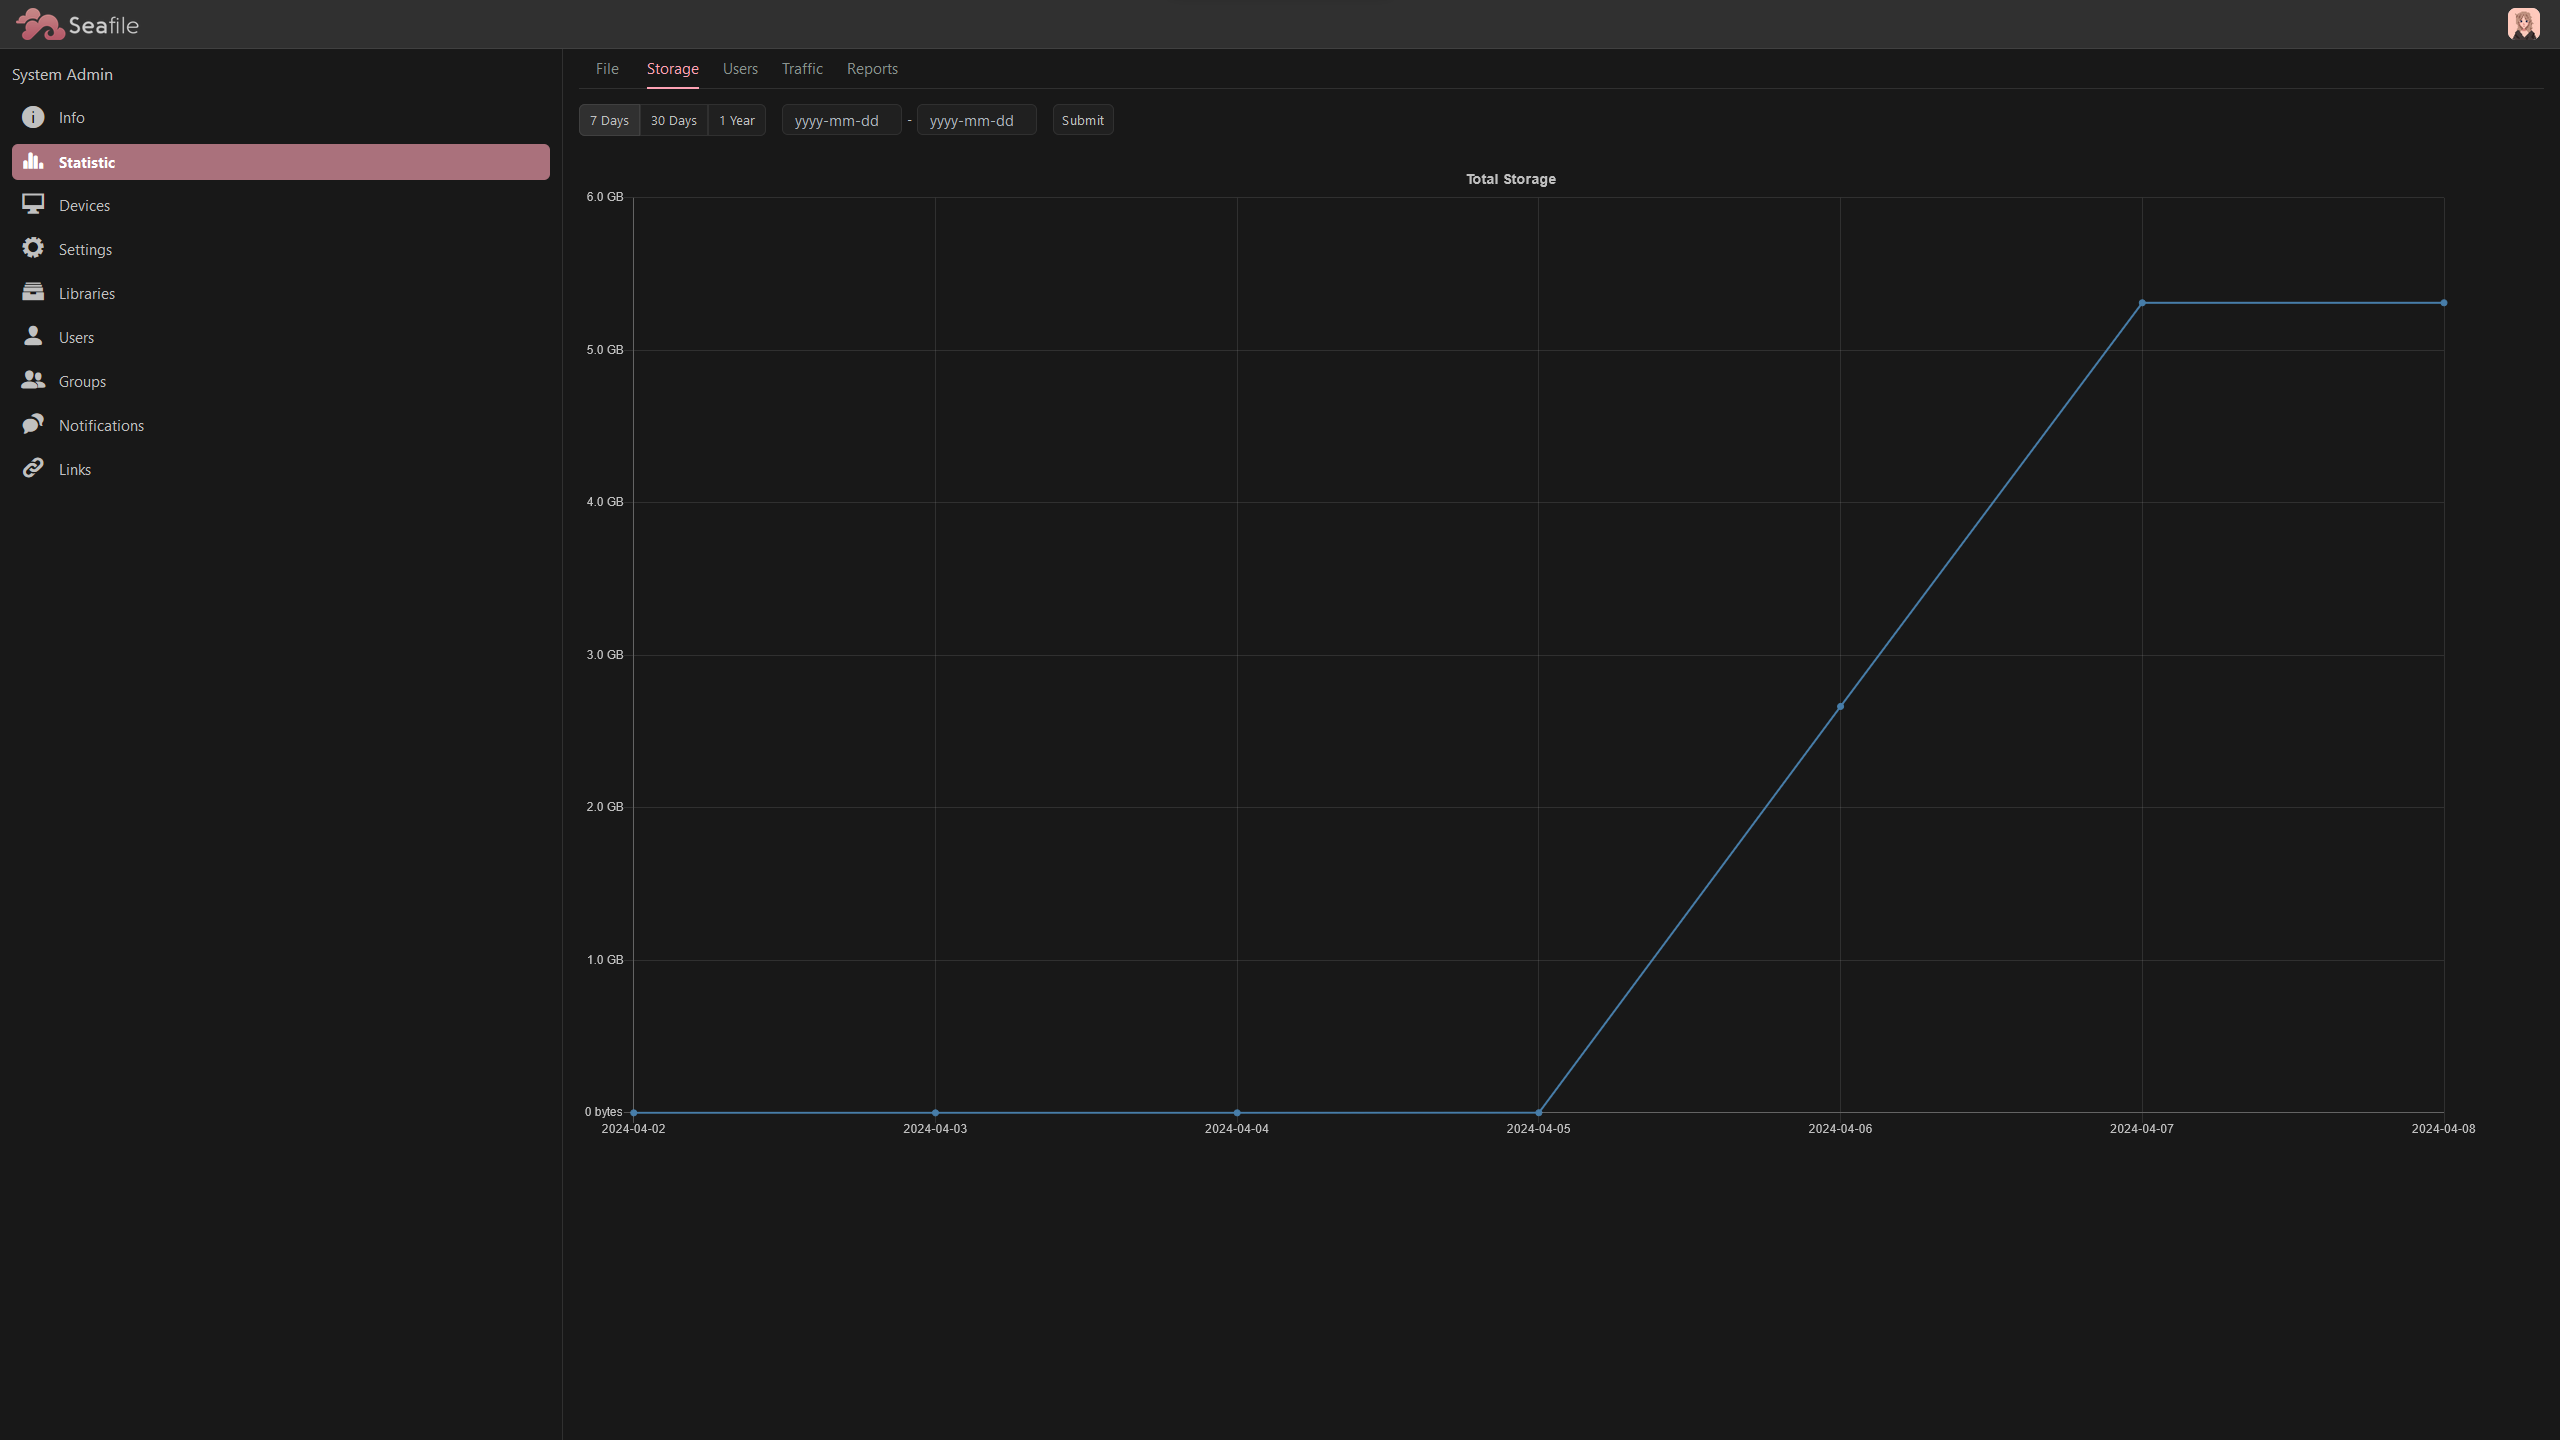 Seafile
System Admin
Info
Statistic
Devices
Settings
Libraries
Users
Groups
Notifications
Links
File Storage Users Traffic Reports
7 Days 30 Days 1 Year yyyy-mm-dd - yyyy-mm-dd Submit
Total Storage
6.0 GB
5.0 GB
4.0 GB
3.0 GB
2.0 GB
1.0 GB
0 bytes
2024-04-02 2024-04-03 2024-04-04 2024-04-05 2024-04-06 2024-04-07 2024-04-08